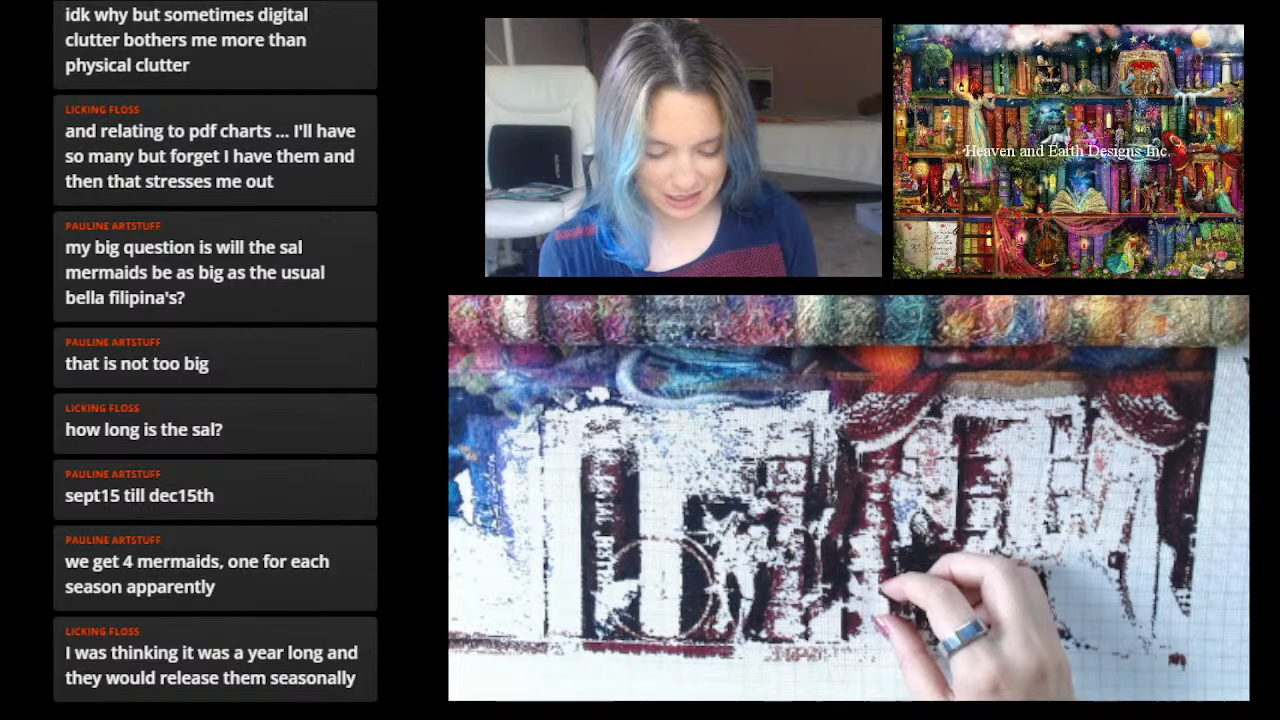 idk why but sometimes digital
clutter bothers me more than
physical clutter
LICKING FLOSS
and relating to pdf charts ... I'll have
so many but forget I have them and
then that stresses me out
PAULINE ARTSTUFF
my big question is will the sal
mermaids be as big as the usual
bella filipina's?
PAULINE ARTSTUFF
that is not too big
LICKING FLOSS
how long is the sal?
PAULINE ARTSTUFF
sept15 till dec15th
PAULINE ARTSTUFF
we get 4 mermaids, one for each
season apparently
LICKING FLOSS
I was thinking it was a year long and
they would release them seasonally
Heaven and Earth Designs Inc.